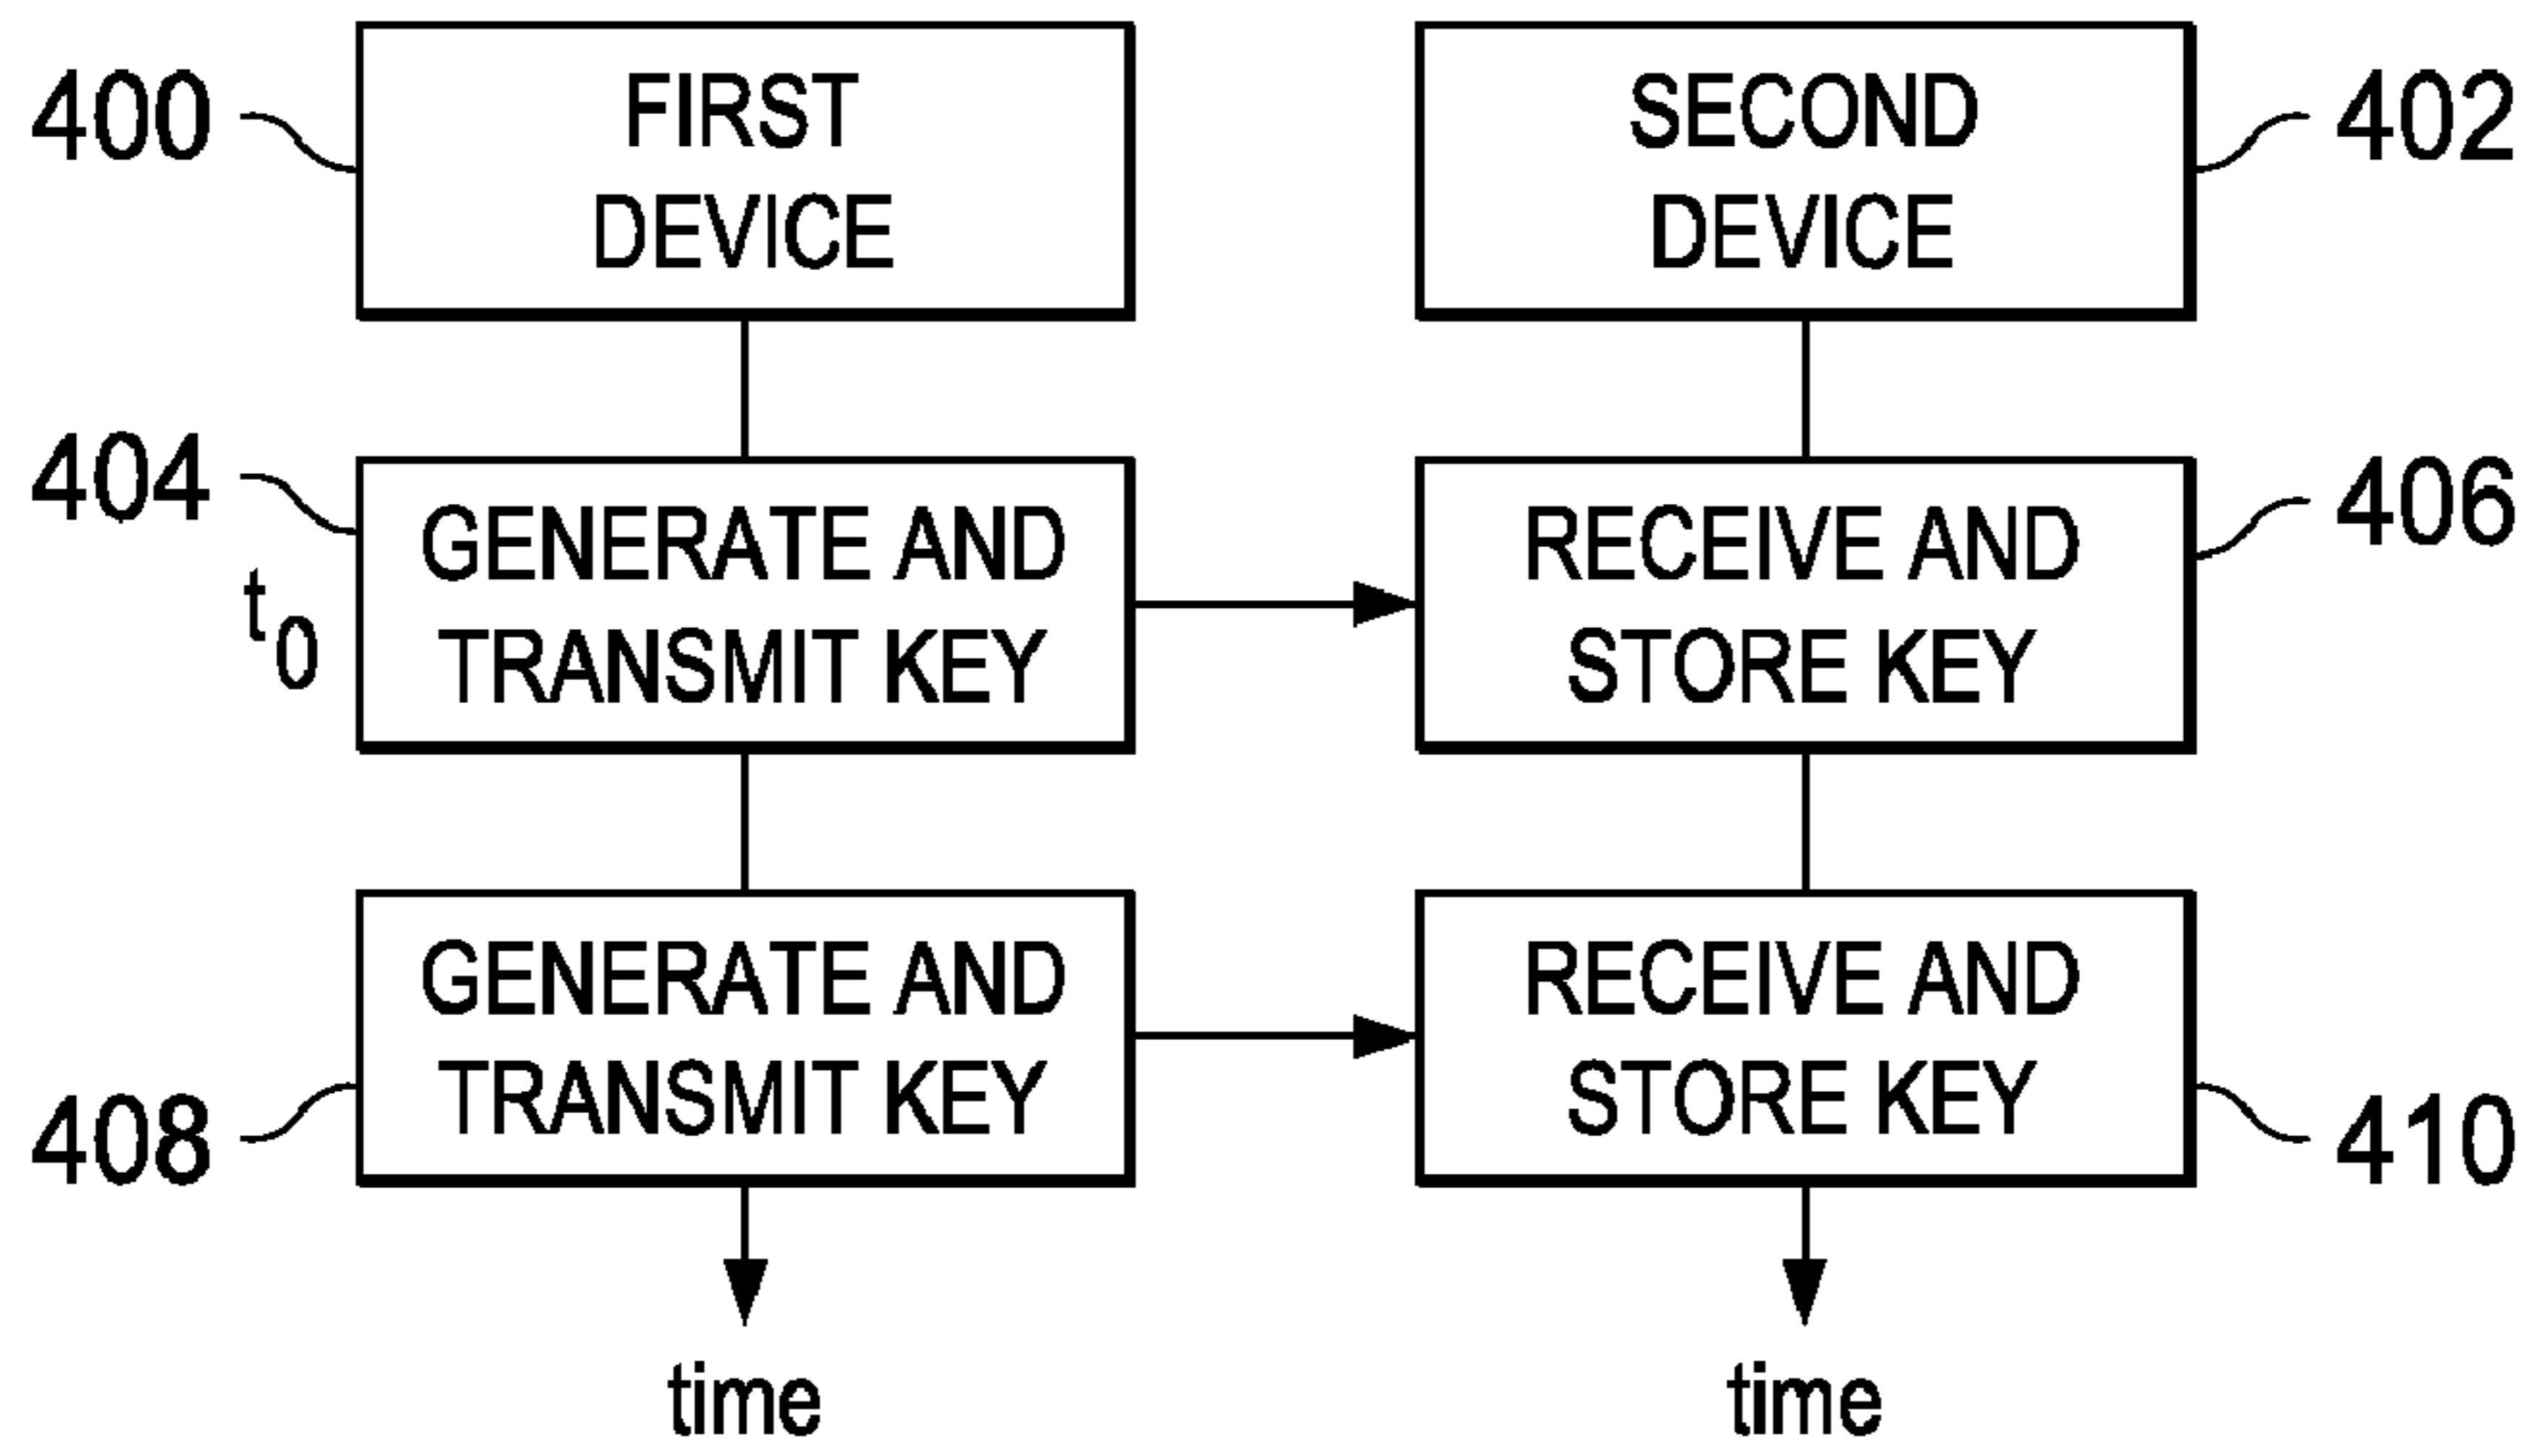 400
FIRST
DEVICE
SECOND
DEVICE
402
404
t0
GENERATE AND
TRANSMIT KEY
RECEIVE AND
STORE KEY
406
408
GENERATE AND
TRANSMIT KEY
RECEIVE AND
STORE KEY
410
time
time